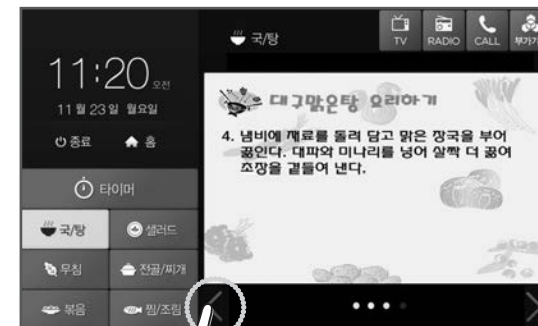 국/탕
TV RADIO CALL 부가기
11:20 오전
11월 23일 월요일
종료 홈
타이머
국/탕 샐러드
무침 전골/찌개
볶음 찜/조림
대구맑은탕 요리하기
4. 냄비에 재료를 돌려 담고 맑은 장국을 부어
끓인다. 대파와 미나리를 넣어 살짝 더 끓여
초장을 곁들여 낸다.